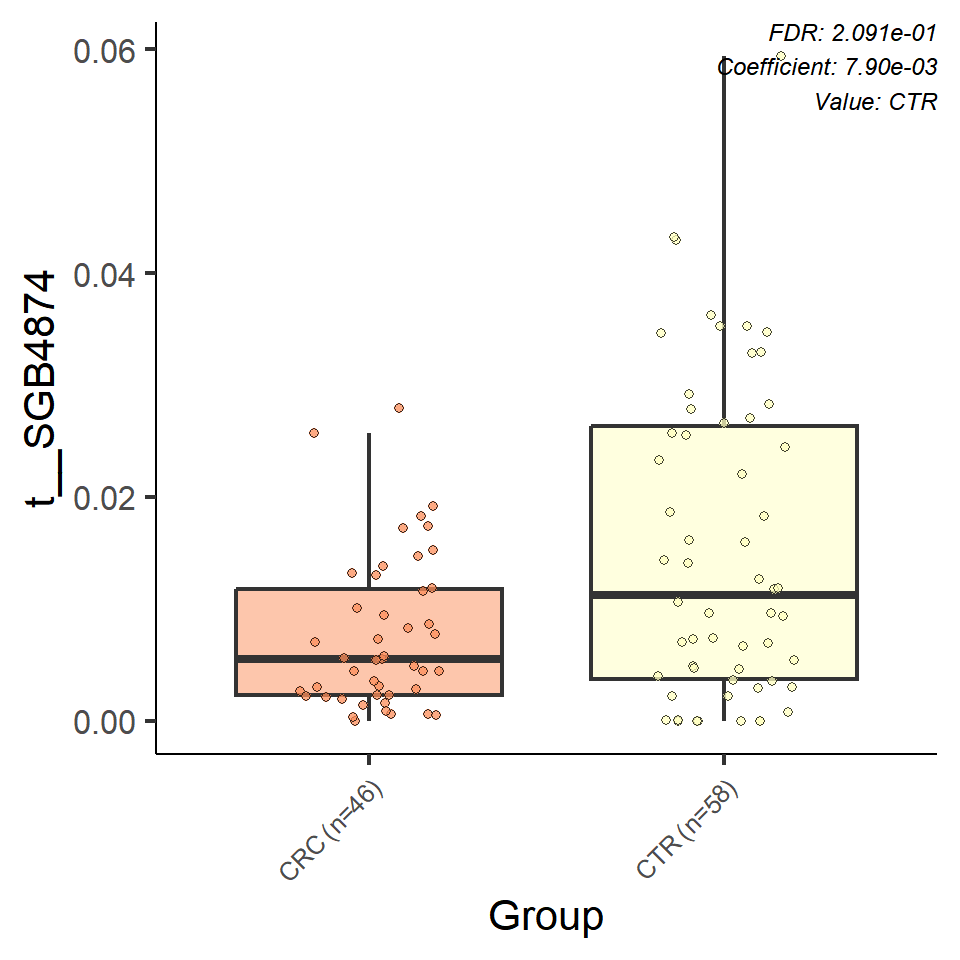 FDR: 2.091e-01
Coefficient: 7.90e-03
Value: CTR
t__SGB4874
0.06
0.04
0.02
0.00
CRC (n=46)
CTR (n=58)
Group